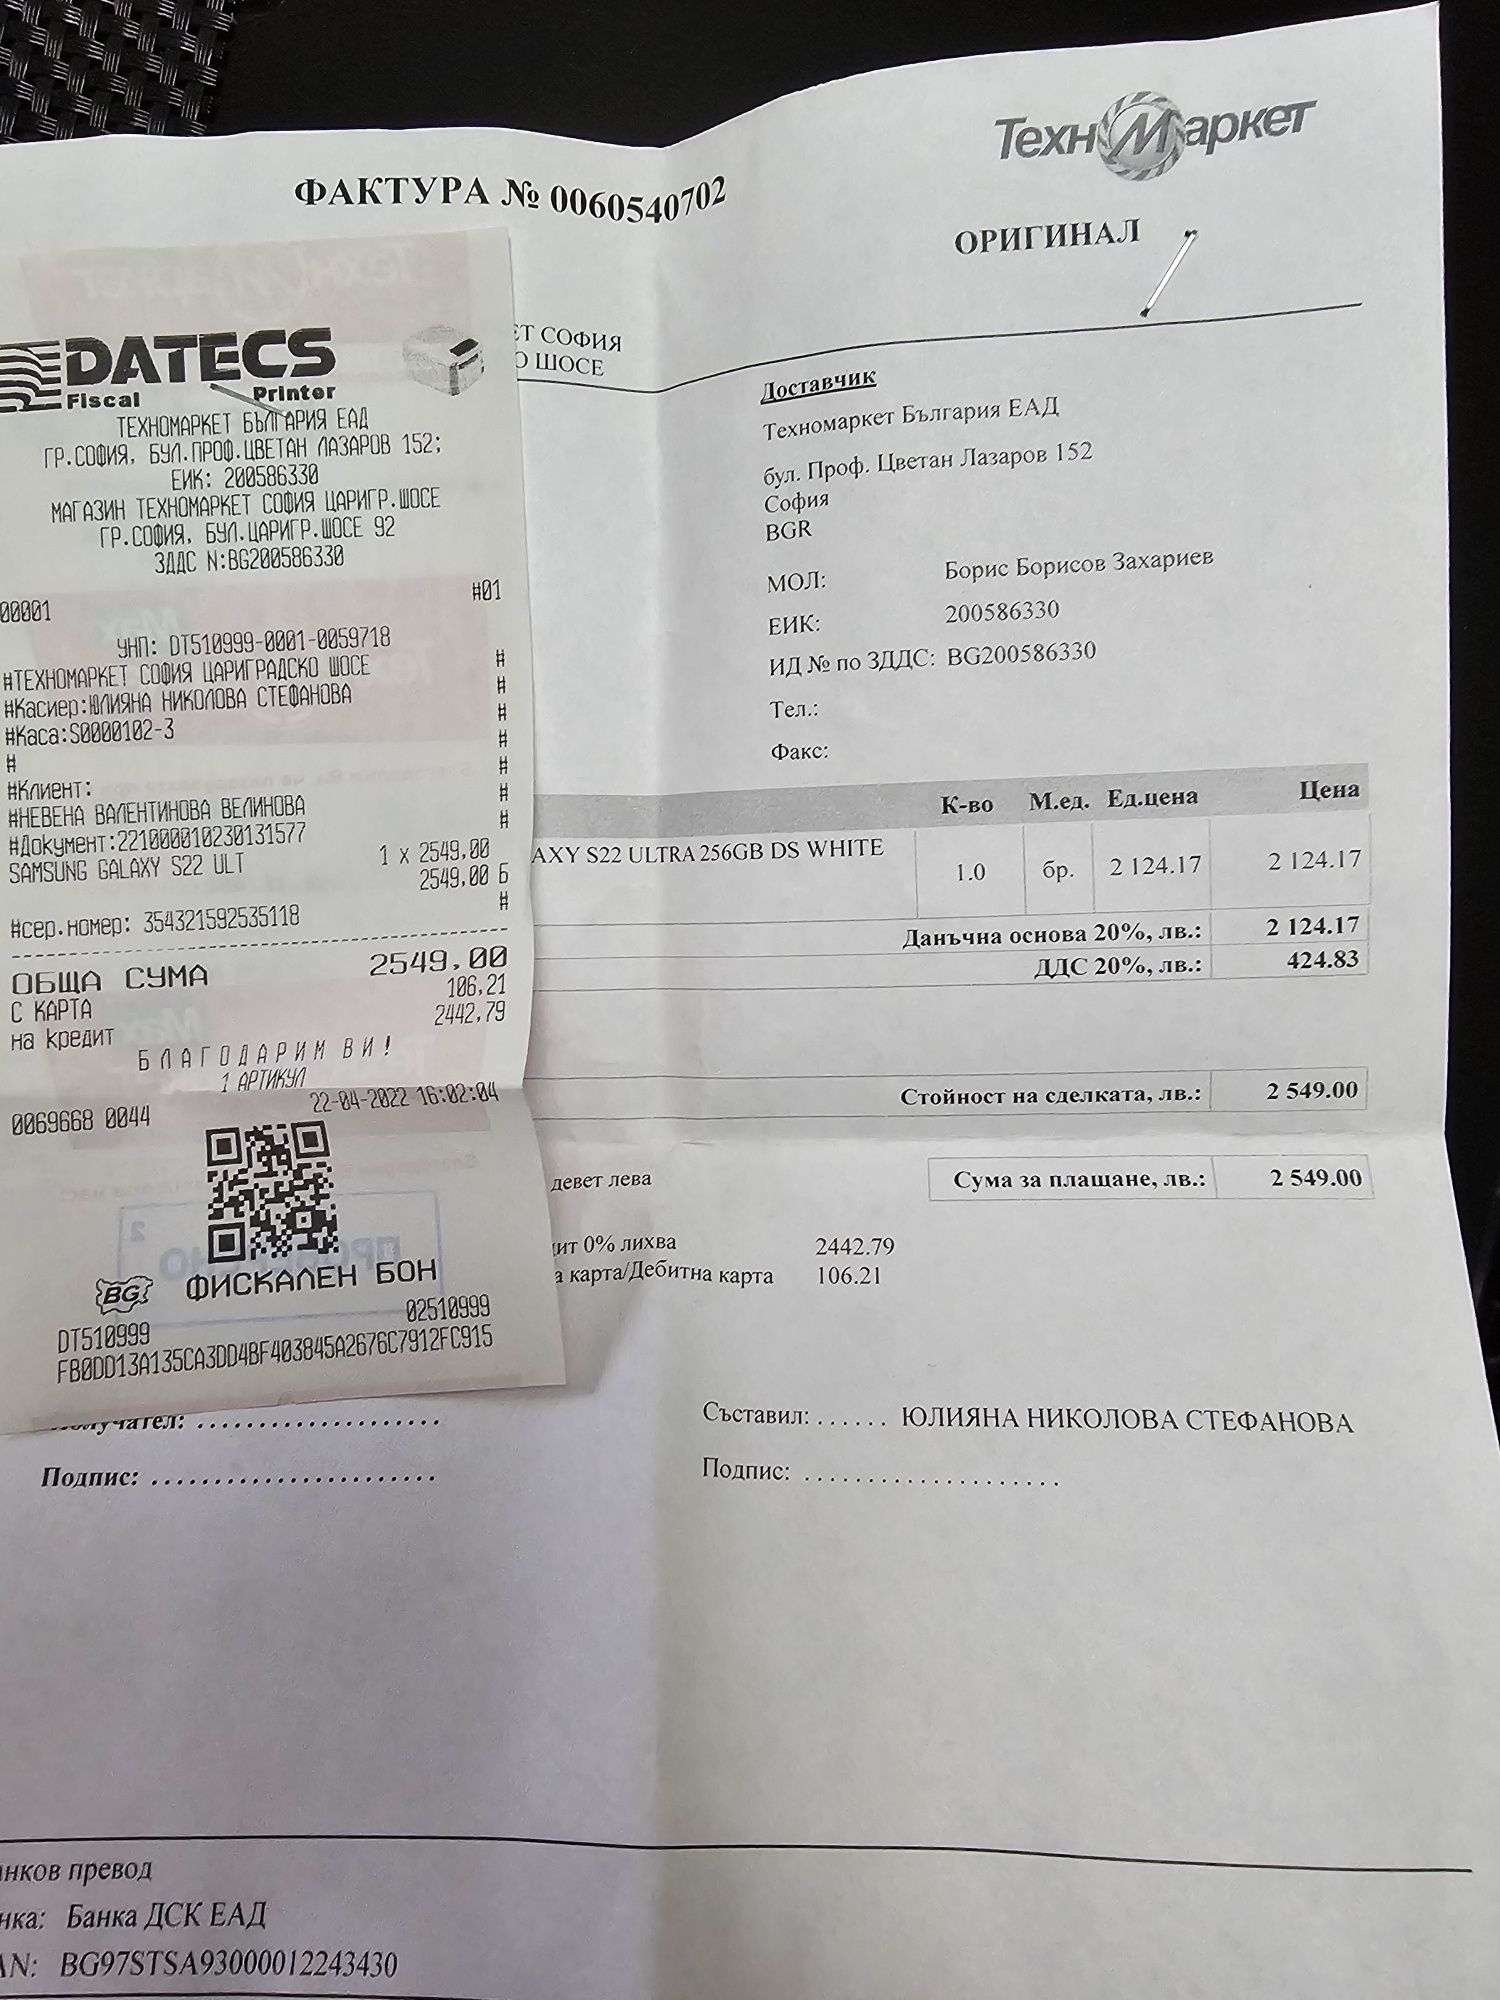 ТехноМаркет
ФАКТУРА № 0060540702
ОРИГИНАЛ
ЕТ СОФИЯ
О ШОСЕ
DATECS
Fiscal Printer
ТЕХНОМАРКЕТ БЪЛГАРИЯ ЕАД
ГР.СОФИЯ, БУЛ.ПРОФ.ЦВЕТАН ЛАЗАРОВ 152;
ЕИК: 200586330
МАГАЗИН ТЕХНОМАРКЕТ СОФИЯ ЦАРИГР.ШОСЕ
ГР.СОФИЯ, БУЛ.ЦАРИГР.ШОСЕ 92
ЗДДС N:BG200586330
00001 #01
УНП: DT510999-0001-0059718
#ТЕХНОМАРКЕТ СОФИЯ ЦАРИГРАДСКО ШОСЕ #
#Касиер:ЮЛИЯНА НИКОЛОВА СТЕФАНОВА #
#Каса:S0000102-3 #
# #
#Клиент: #
#НЕВЕНА ВАЛЕНТИНОВА ВЕЛИНОВА #
#Документ:221000010230131577 #
SAMSUNG GALAXY S22 ULT 1 x 2549,00
2549,00 Б
#сер.номер: 354321592535118 #
ОБЩА СУМА 2549,00
С КАРТА 106,21
на кредит 2442,79
БЛАГОДАРИМ ВИ!
1 АРТИКУЛ
0069668 0044 22-04-2022 16:02:04
BG ФИСКАЛЕН БОН
DT510999 02510999
FB0DD13A135CA3DD4BF403845A2676C7912FC915
Доставчик
Техномаркет България ЕАД
бул. Проф. Цветан Лазаров 152
София
BGR
МОЛ: Борис Борисов Захариев
ЕИК: 200586330
ИД № по ЗДДС: BG200586330
Тел.:
Факс:
К-во М.ед. Ед.цена Цена
AXY S22 ULTRA 256GB DS WHITE 1.0 бр. 2 124.17 2 124.17
Данъчна основа 20%, лв.: 2 124.17
ДДС 20%, лв.: 424.83
Стойност на сделката, лв.: 2 549.00
девет лева
Сума за плащане, лв.: 2 549.00
ит 0% лихва 2442.79
а карта/Дебитна карта 106.21
Получател: ....................
Съставил: ...... ЮЛИЯНА НИКОЛОВА СТЕФАНОВА
Подпис: ......................
Подпис: ....................
анков превод
нка: Банка ДСК ЕАД
AN: BG97STSA93000012243430